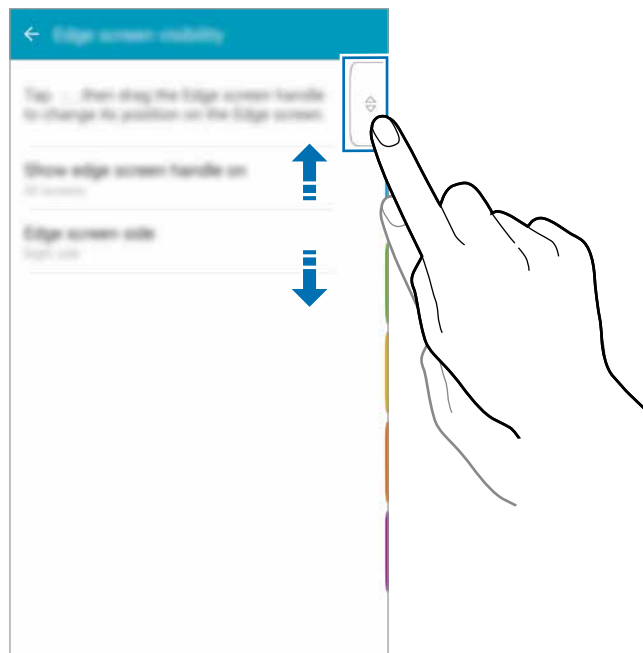 Edge screen visibility
Tap , then drag the Edge screen handle
to change its position on the Edge screen.
Show edge screen handle on
All screens
Edge screen side
Right side